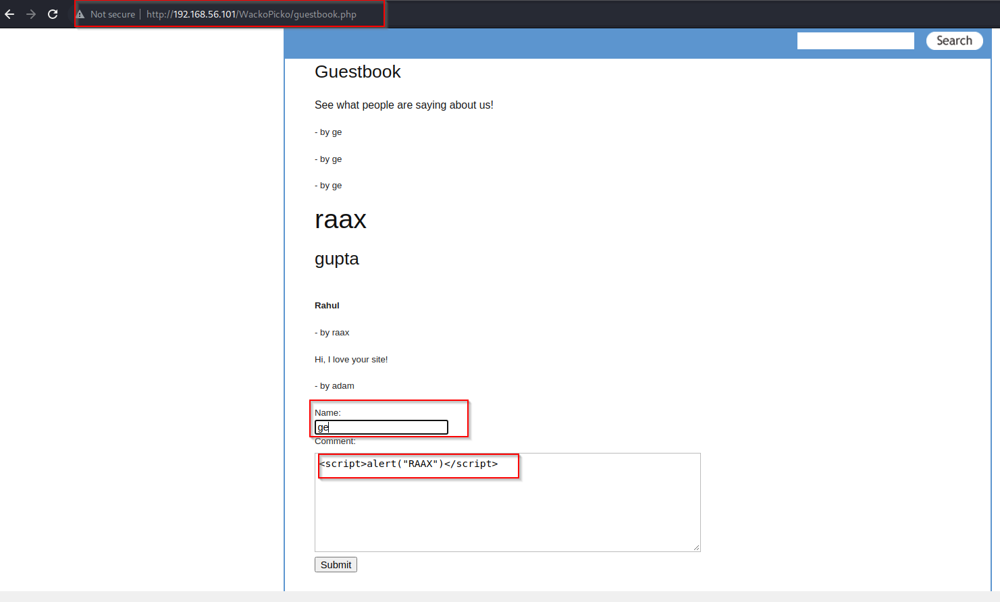 Not secure | http://192.168.56.101/WackoPicko/guestbook.php
Search
Guestbook
See what people are saying about us!
- by ge
- by ge
- by ge
raax
gupta
Rahul
- by raax
Hi, I love your site!
- by adam
Name:
ge
Comment:
<script>alert("RAAX")</script>
Submit